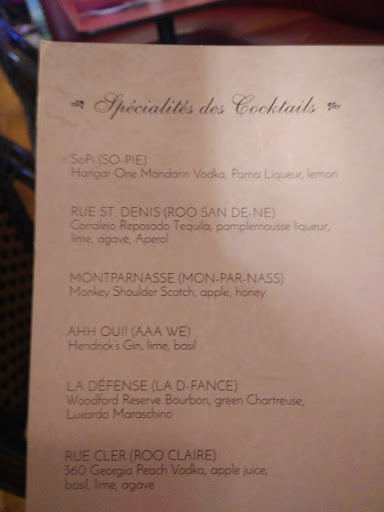 Spécialités des Cocktails
SoPi (SO-PIE)
Hangar One Mandarin Vodka, Pama Liqueur, lemon
RUE ST. DENIS (ROO SAN DE-NE)
Corralejo Reposado Tequila, pamplemousse liqueur,
lime, agave, Aperol
MONTPARNASSE (MON-PAR-NASS)
Monkey Shoulder Scotch, apple, honey
AHH OUI! (AAA WE)
Hendrick's Gin, lime, basil
LA DÉFENSE (LA D-FANCE)
Woodford Reserve Bourbon, green Chartreuse,
Luxardo Maraschino
RUE CLER (ROO CLAIRE)
360 Georgia Peach Vodka, apple juice,
basil, lime, agave